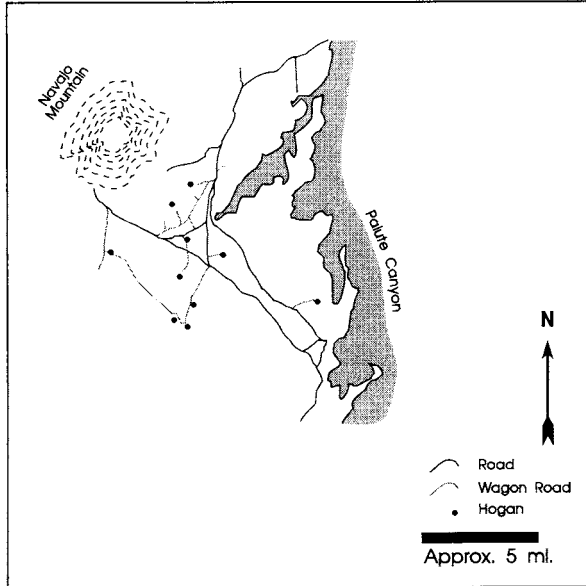 Navajo
Mountain
Paiute Canyon
N
Road
Wagon Road
Hogan
Approx. 5 mi.